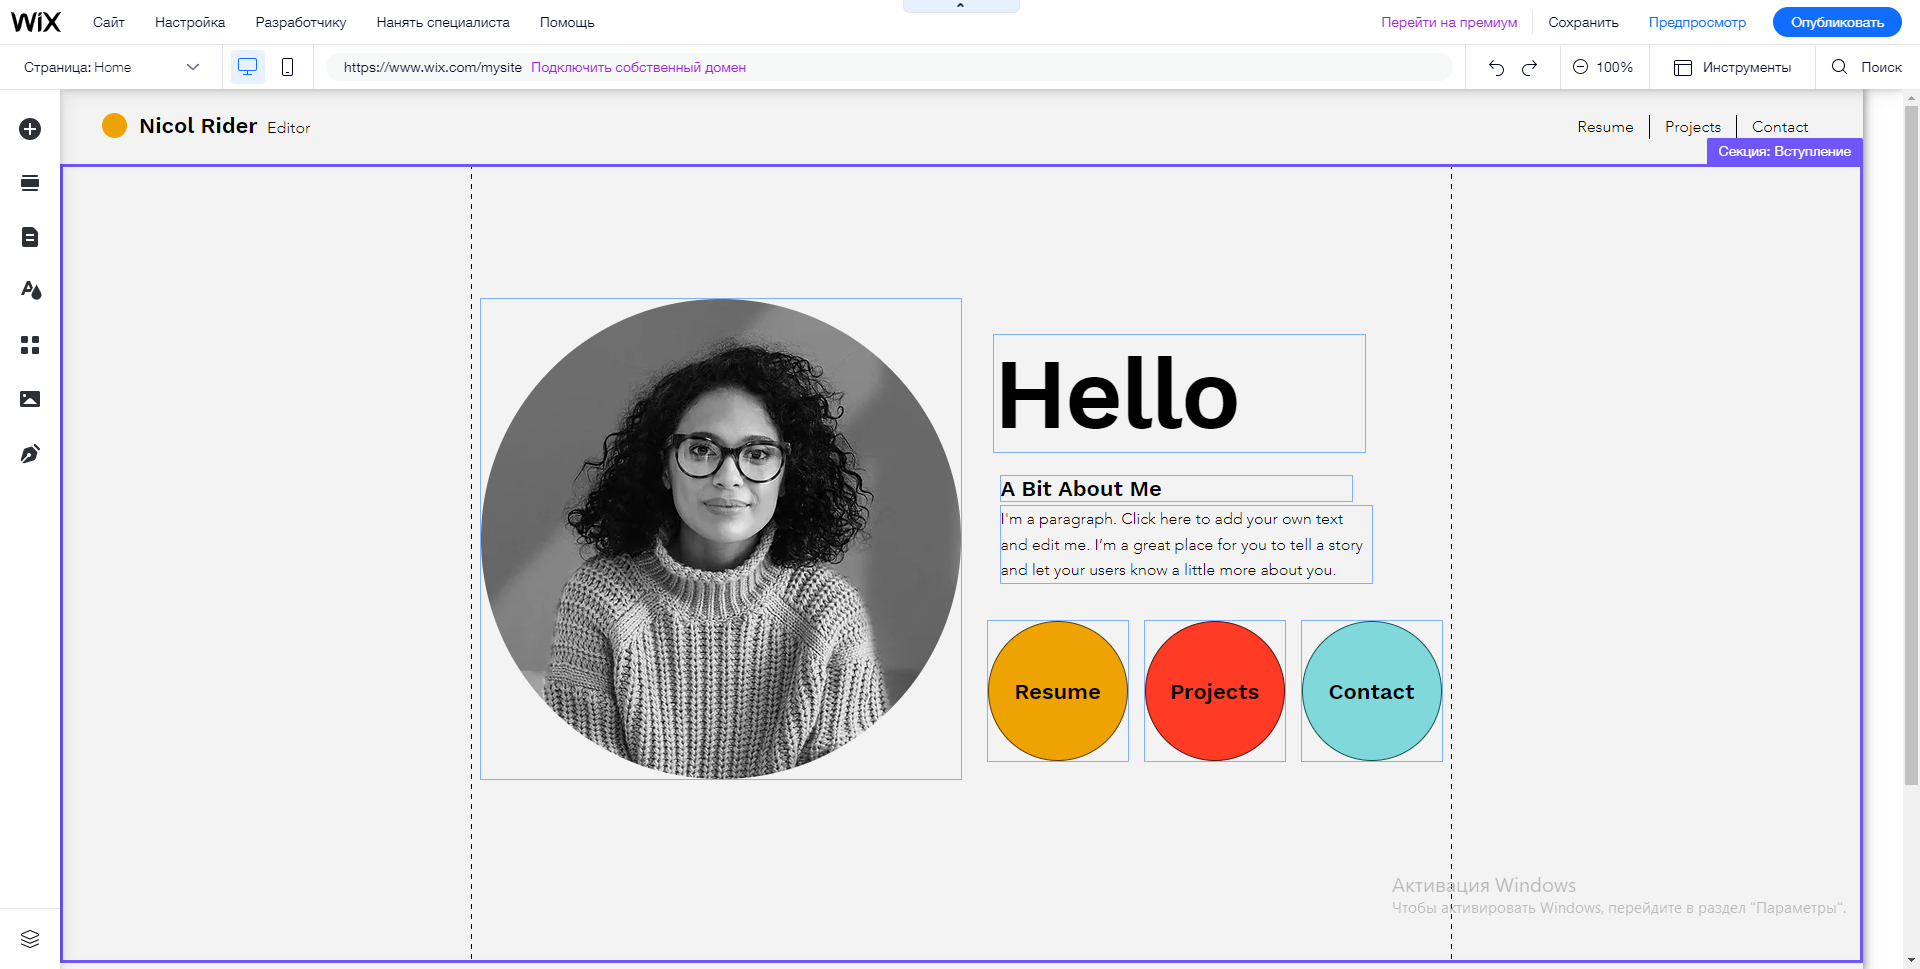 WiX Сайт Настройка Разработчику Нанять специалиста Помощь Перейти на премиум Сохранить Предпросмотр Опубликовать
Страница: Home https://www.wix.com/mysite Подключить собственный домен 100% Инструменты Поиск
Nicol Rider Editor Resume Projects Contact
Секция: Вступление
Hello
A Bit About Me
I'm a paragraph. Click here to add your own text
and edit me. I’m a great place for you to tell a story
and let your users know a little more about you.
Resume Projects Contact
Активация Windows
Чтобы активировать Windows, перейдите в раздел "Параметры".